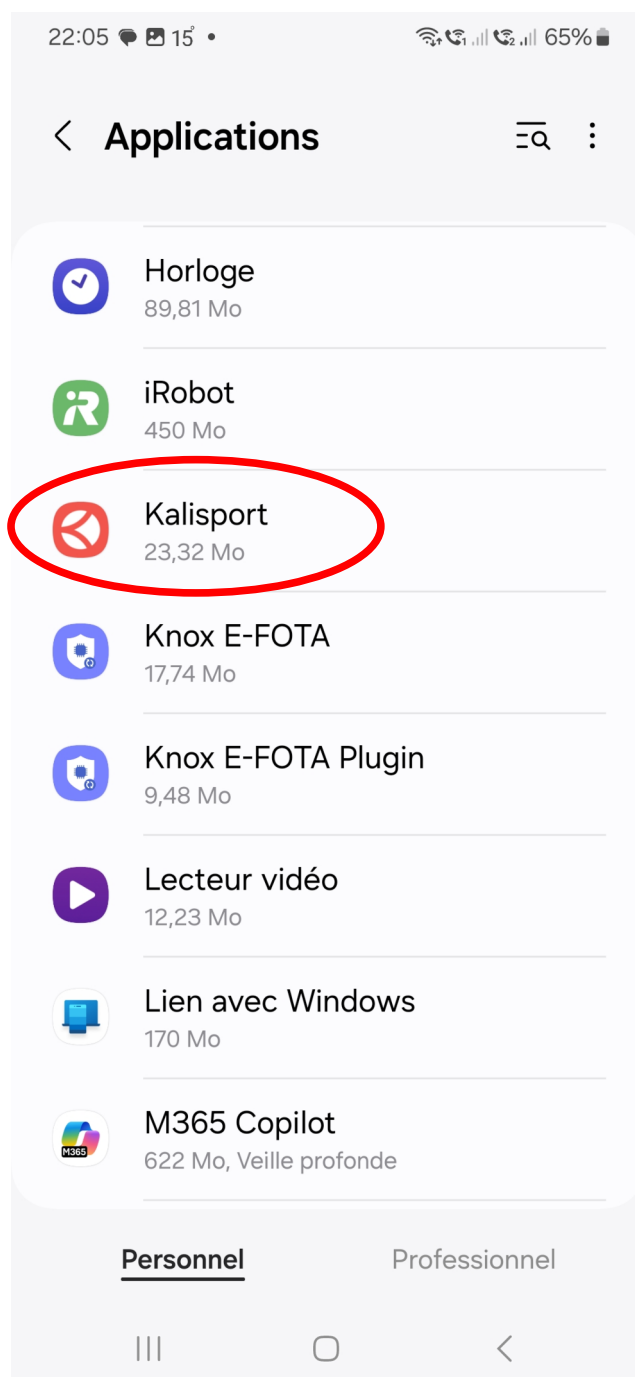 22:05 15° 65%
Applications
Horloge
89,81 Mo
iRobot
450 Mo
Kalisport
23,32 Mo
Knox E-FOTA
17,74 Mo
Knox E-FOTA Plugin
9,48 Mo
Lecteur vidéo
12,23 Mo
Lien avec Windows
170 Mo
M365
M365 Copilot
622 Mo, Veille profonde
Personnel Professionnel